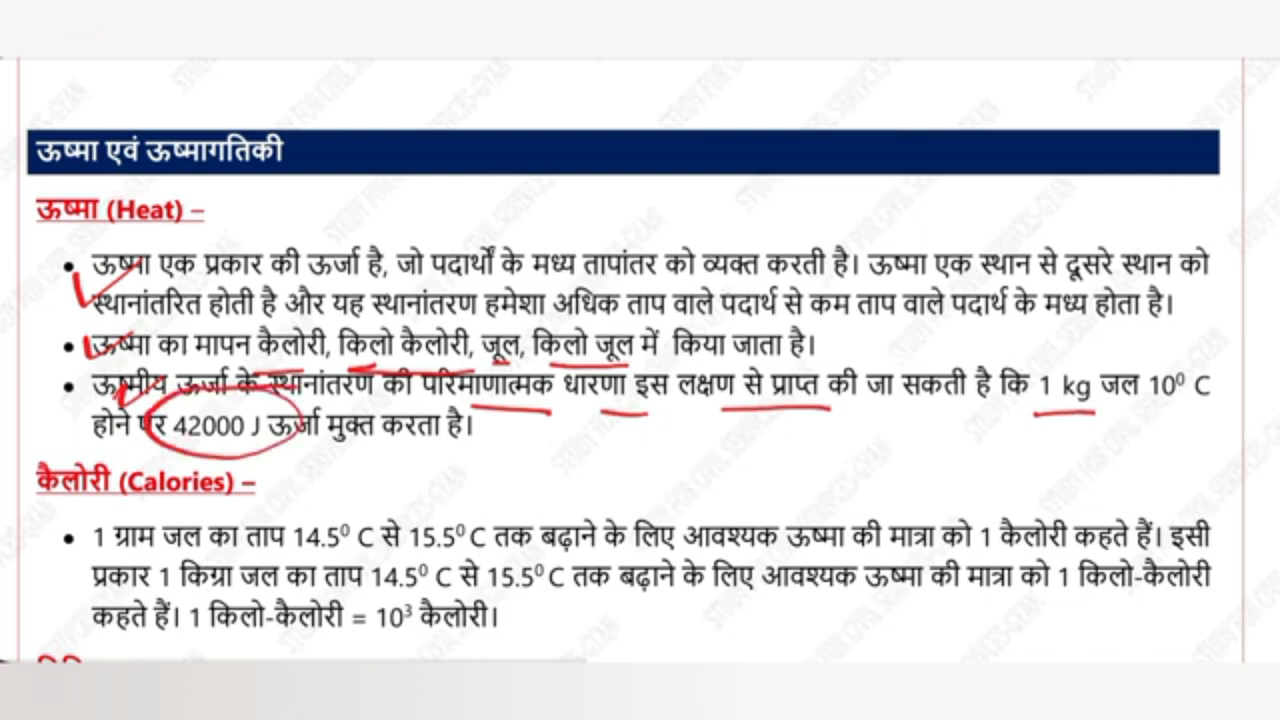 ऊष्मा एवं ऊष्मागतिकी
ऊष्मा (Heat) –
• ऊष्मा एक प्रकार की ऊर्जा है, जो पदार्थों के मध्य तापांतर को व्यक्त करती है। ऊष्मा एक स्थान से दूसरे स्थान को
स्थानांतरित होती है और यह स्थानांतरण हमेशा अधिक ताप वाले पदार्थ से कम ताप वाले पदार्थ के मध्य होता है।
• ऊष्मा का मापन कैलोरी, किलो कैलोरी, जूल, किलो जूल में किया जाता है।
• ऊष्मीय ऊर्जा के स्थानांतरण की परिमाणात्मक धारणा इस लक्षण से प्राप्त की जा सकती है कि 1 kg जल 10⁰ C
होने पर 42000 J ऊर्जा मुक्त करता है।
कैलोरी (Calories) –
• 1 ग्राम जल का ताप 14.5⁰ C से 15.5⁰ C तक बढ़ाने के लिए आवश्यक ऊष्मा की मात्रा को 1 कैलोरी कहते हैं। इसी
प्रकार 1 किग्रा जल का ताप 14.5⁰ C से 15.5⁰ C तक बढ़ाने के लिए आवश्यक ऊष्मा की मात्रा को 1 किलो-कैलोरी
कहते हैं। 1 किलो-कैलोरी = 10³ कैलोरी।